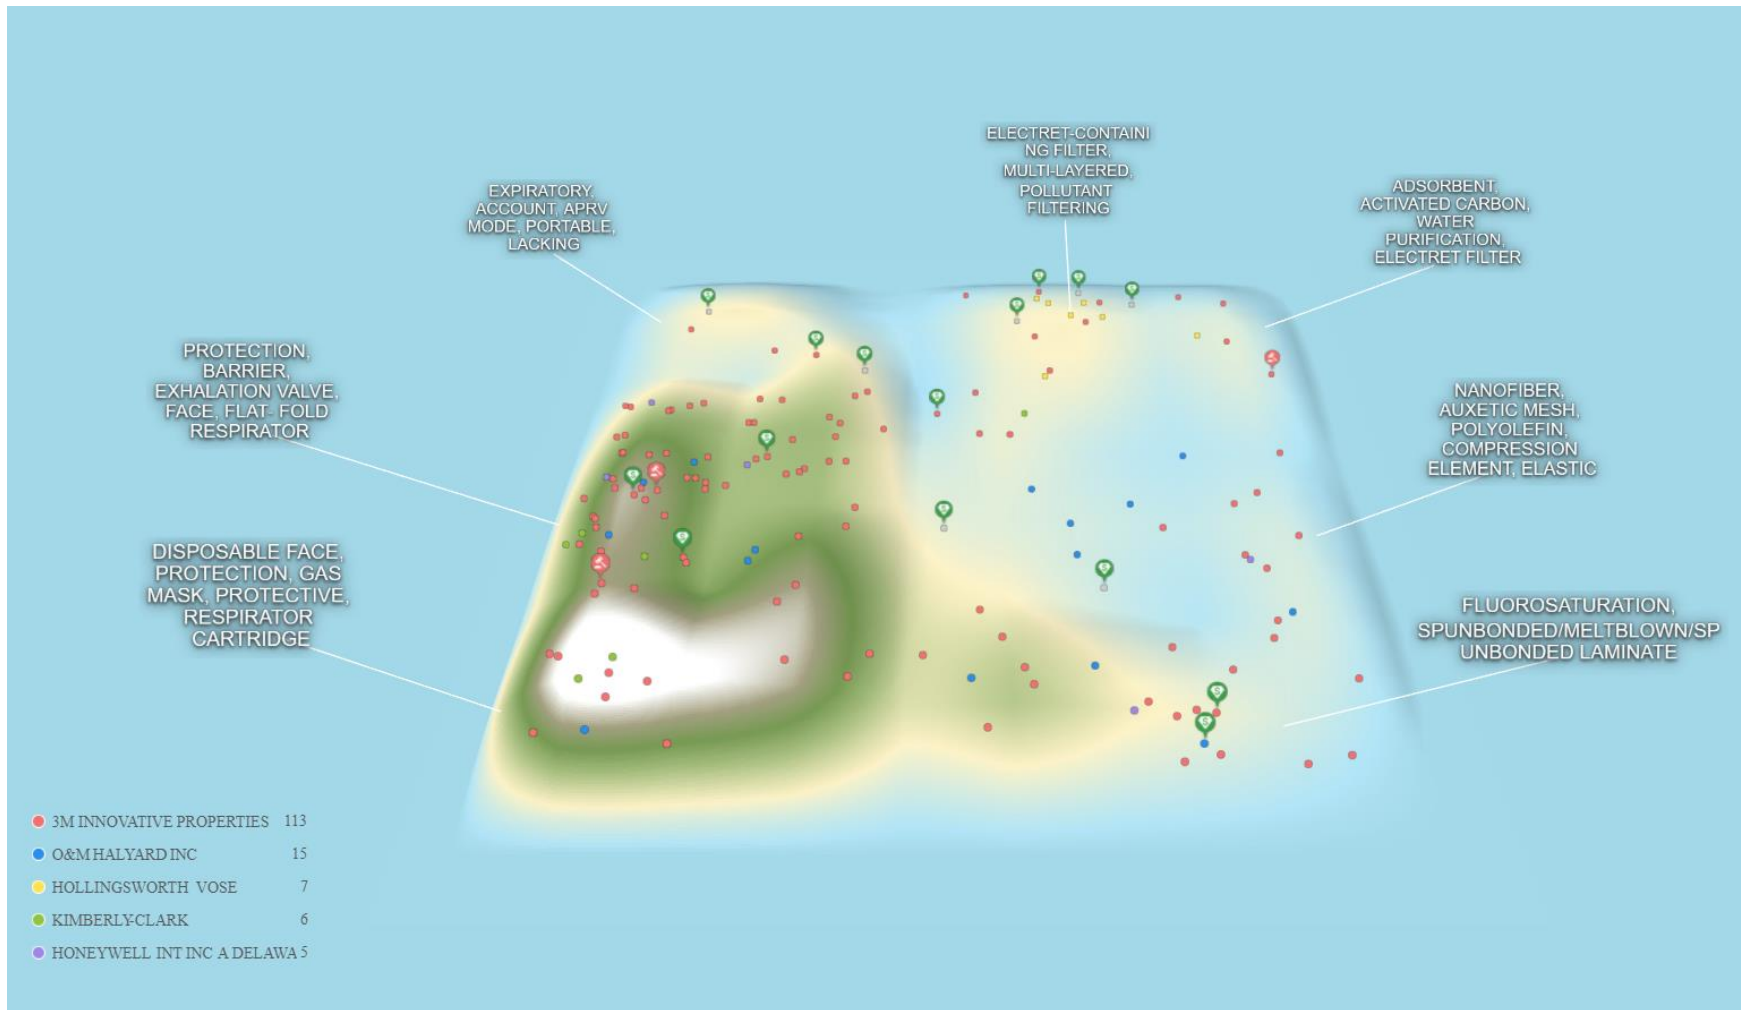 ELECTRET-CONTAINI
NG FILTER,
MULTI-LAYERED,
POLLUTANT
FILTERING
EXPIRATORY,
ACCOUNT, APRV
MODE, PORTABLE,
LACKING
ADSORBENT,
ACTIVATED CARBON,
WATER
PURIFICATION,
ELECTRET FILTER
PROTECTION,
BARRIER,
EXHALATION VALVE,
FACE, FLAT- FOLD
RESPIRATOR
NANOFIBER,
AUXETIC MESH,
POLYOLEFIN,
COMPRESSION
ELEMENT, ELASTIC
DISPOSABLE FACE,
PROTECTION, GAS
MASK, PROTECTIVE,
RESPIRATOR
CARTRIDGE
FLUOROSATURATION,
SPUNBONDED/MELTBLOWN/SP
UNBONDED LAMINATE
3M INNOVATIVE PROPERTIES 113
O&M HALYARD INC 15
HOLLINGSWORTH VOSE 7
KIMBERLY-CLARK 6
HONEYWELL INT INC A DELAWA 5